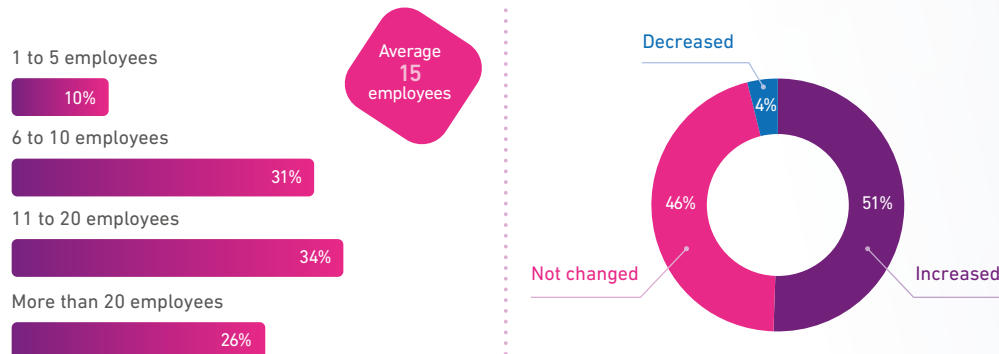 1 to 5 employees
10%
6 to 10 employees
31%
11 to 20 employees
34%
More than 20 employees
26%
Average
15
employees
Decreased
4%
46%
51%
Not changed
Increased